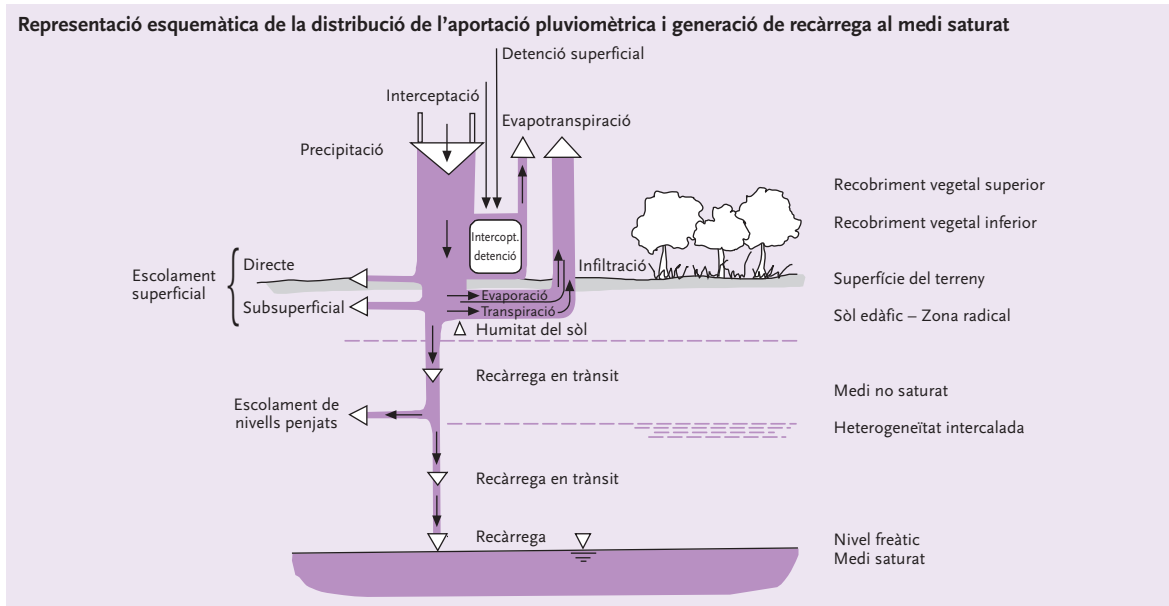 Representació esquemàtica de la distribució de l'aportació pluviomètrica i generació de recàrrega al medi saturat
Detenció superficial
Interceptació
Evapotranspiració
Precipitació
Recobriment vegetal superior
Recobriment vegetal inferior
Intercopt.
detenció
Escolament
superficial
Directe
Infiltració
Superfície del terreny
Evaporació
Subsuperficial
Transpiració
Sòl edàfic – Zona radical
Humitat del sòl
Recàrrega en trànsit
Medi no saturat
Escolament de
nivells penjats
Heterogeneïtat intercalada
Recàrrega en trànsit
Recàrrega
Nivel freàtic
Medi saturat